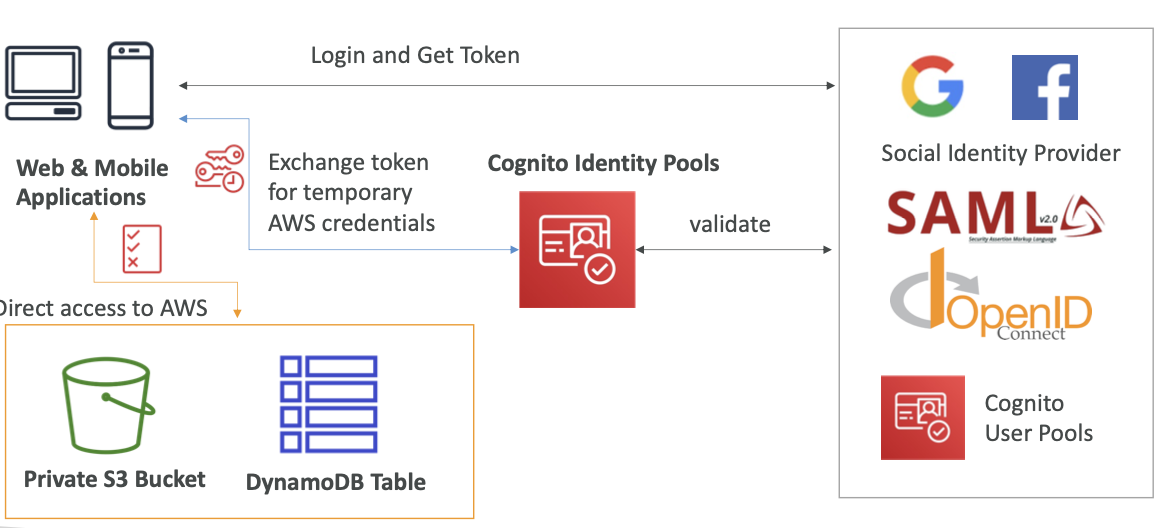 Login and Get Token
Web & Mobile
Applications
Exchange token
for temporary
AWS credentials
Cognito Identity Pools
validate
Social Identity Provider
SAML v2.0
Security Assertion Markup Language
OpenID
Connect
Cognito
User Pools
Direct access to AWS
Private S3 Bucket
DynamoDB Table